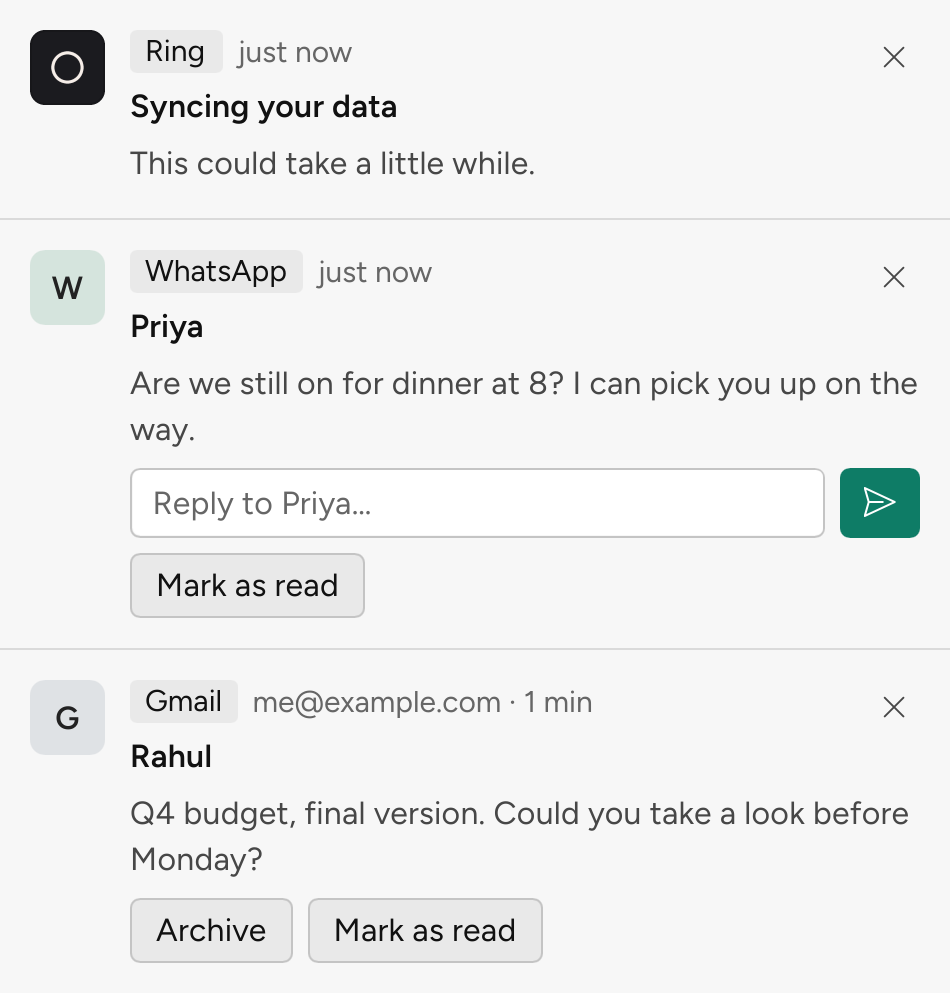 Ring just now
Syncing your data
This could take a little while.
W WhatsApp just now
Priya
Are we still on for dinner at 8? I can pick you up on the
way.
Reply to Priya...
Mark as read
G Gmail me@example.com · 1 min
Rahul
Q4 budget, final version. Could you take a look before
Monday?
Archive Mark as read